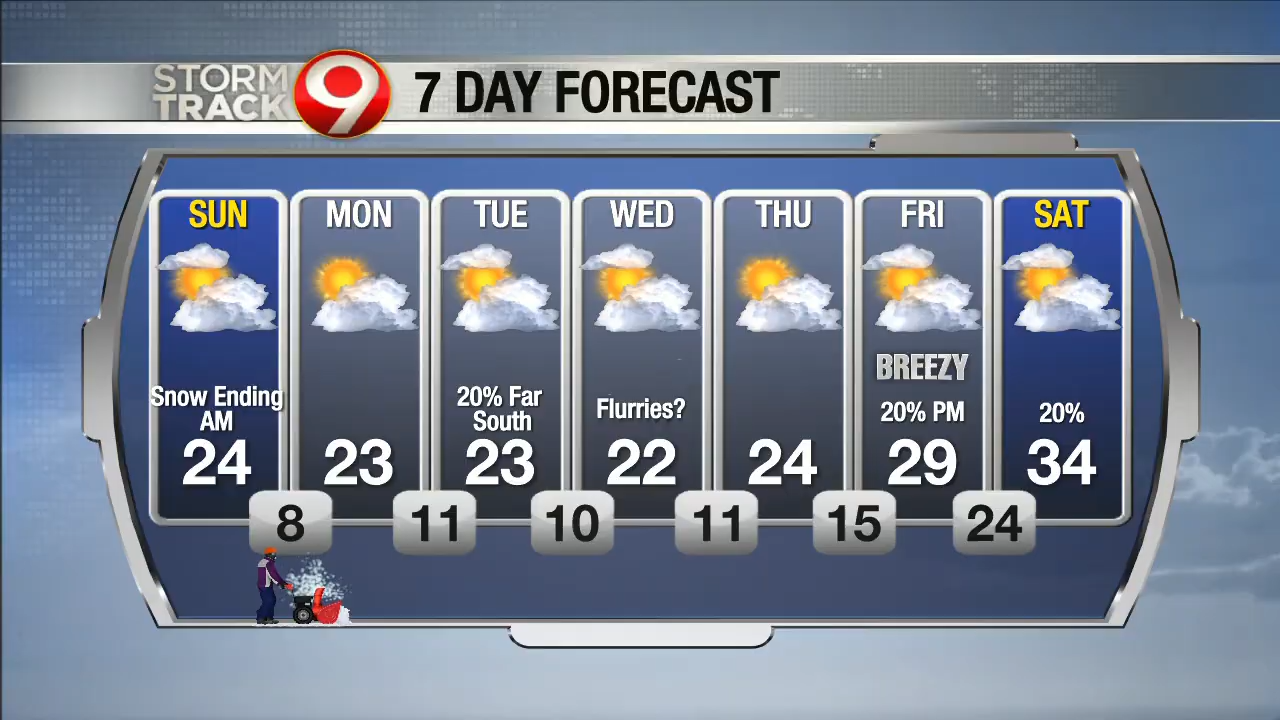 STORM
TRACK 9
7 DAY FORECAST
SUN
Snow Ending
AM
24
MON
23
TUE
20% Far
South
23
WED
Flurries?
22
THU
24
FRI
BREEZY
20% PM
29
SAT
20%
34
8
11
10
11
15
24